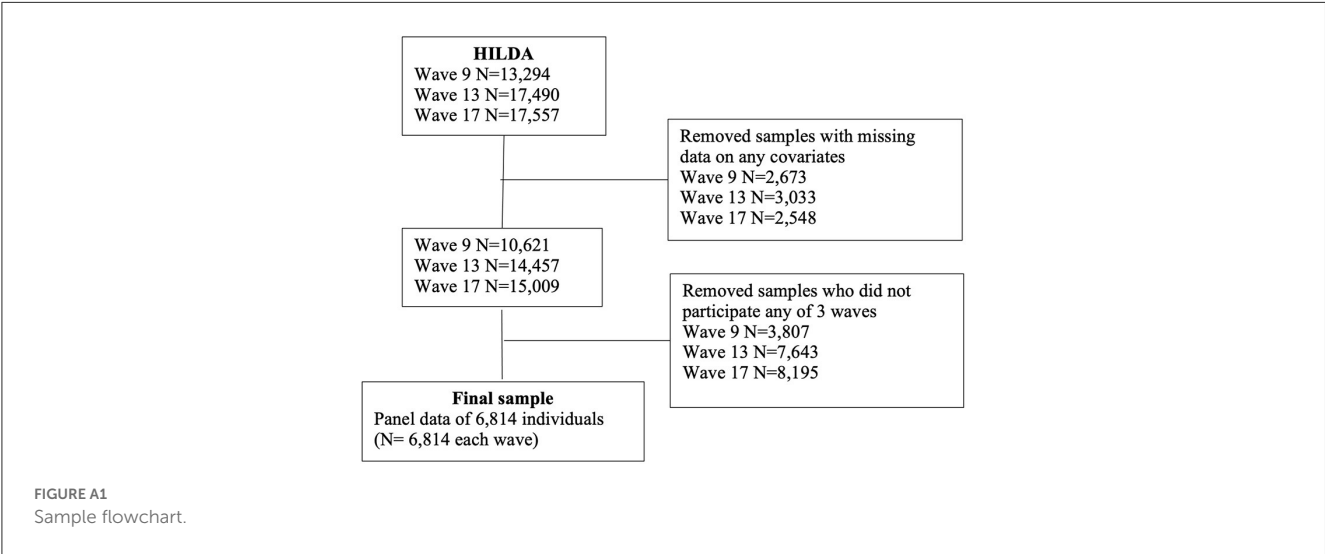 HILDA
Wave 9 N=13,294
Wave 13 N=17,490
Wave 17 N=17,557
Removed samples with missing
data on any covariates
Wave 9 N=2,673
Wave 13 N=3,033
Wave 17 N=2,548
Wave 9 N=10,621
Wave 13 N=14,457
Wave 17 N=15,009
Removed samples who did not
participate any of 3 waves
Wave 9 N=3,807
Wave 13 N=7,643
Wave 17 N=8,195
Final sample
Panel data of 6,814 individuals
(N= 6,814 each wave)
FIGURE A1
Sample flowchart.